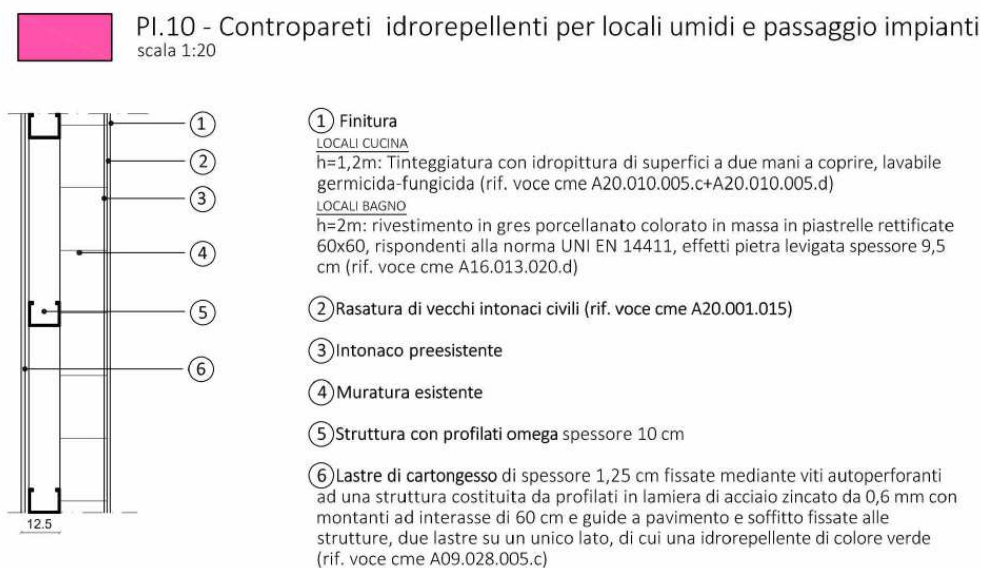 PI.10 - Contropareti idrorepellenti per locali umidi e passaggio impianti
scala 1:20
1
2
3
4
5
6
12.5
1 Finitura
LOCALI CUCINA
h=1,2m: Tinteggiatura con idropittura di superfici a due mani a coprire, lavabile
germicida-fungicida (rif. voce cme A20.010.005.c+A20.010.005.d)
LOCALI BAGNO
h=2m: rivestimento in gres porcellanato colorato in massa in piastrelle rettificate
60x60, rispondenti alla norma UNI EN 14411, effetti pietra levigata spessore 9,5
cm (rif. voce cme A16.013.020.d)
2 Rasatura di vecchi intonaci civili (rif. voce cme A20.001.015)
3 Intonaco preesistente
4 Muratura esistente
5 Struttura con profilati omega spessore 10 cm
6 Lastre di cartongesso di spessore 1,25 cm fissate mediante viti autoperforanti
ad una struttura costituita da profilati in lamiera di acciaio zincato da 0,6 mm con
montanti ad interasse di 60 cm e guide a pavimento e soffitto fissate alle
strutture, due lastre su un unico lato, di cui una idrorepellente di colore verde
(rif. voce cme A09.028.005.c)